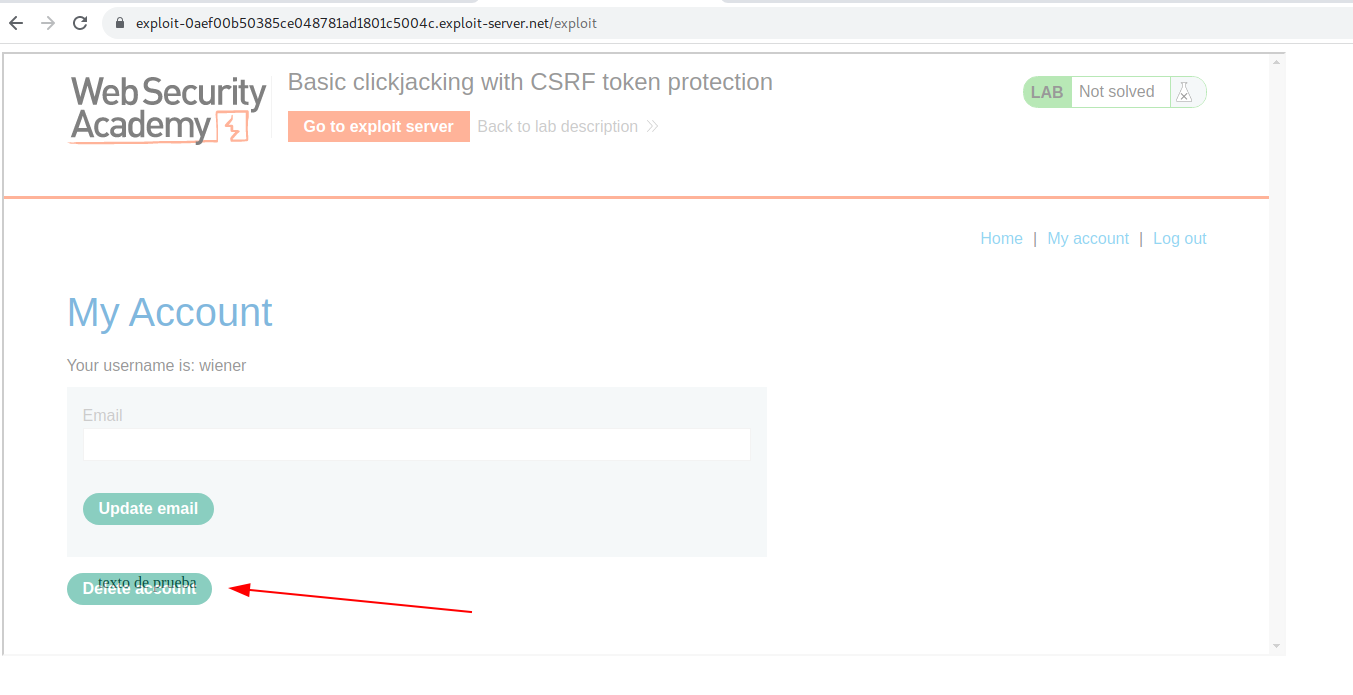 exploit-0aef00b50385ce048781ad1801c5004c.exploit-server.net/exploit
Web Security
Academy
Basic clickjacking with CSRF token protection
Go to exploit server
Back to lab description
LAB
Not solved
Home | My account | Log out
My Account
Your username is: wiener
Email
Update email
texto de prueba
Delete account